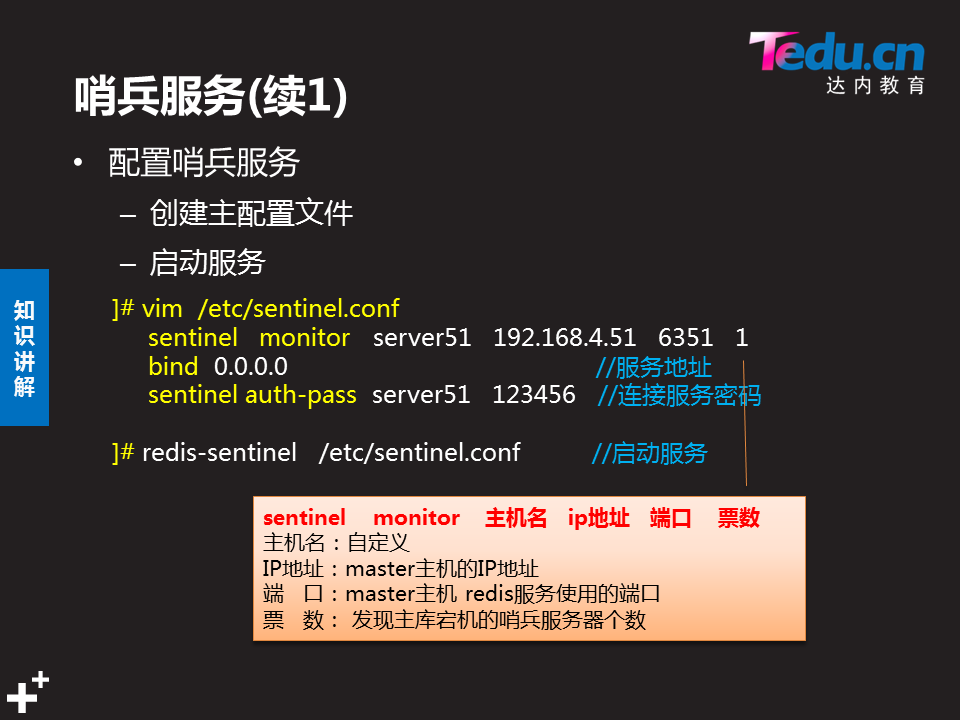 Tedu.cn
达内教育
哨兵服务(续1)
• 配置哨兵服务
– 创建主配置文件
– 启动服务
知识讲解
]# vim /etc/sentinel.conf
sentinel monitor server51 192.168.4.51 6351 1
bind 0.0.0.0 //服务地址
sentinel auth-pass server51 123456 //连接服务密码
]# redis-sentinel /etc/sentinel.conf //启动服务
sentinel monitor 主机名 ip地址 端口 票数
主机名：自定义
IP地址：master主机的IP地址
端 口：master主机 redis服务使用的端口
票 数： 发现主库宕机的哨兵服务器个数